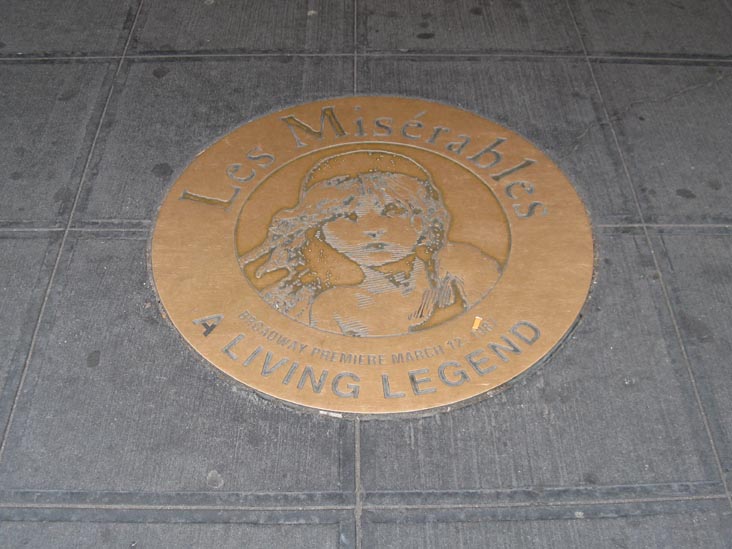 Les Misérables
BROADWAY PREMIERE MARCH 12,
A LIVING LEGEND